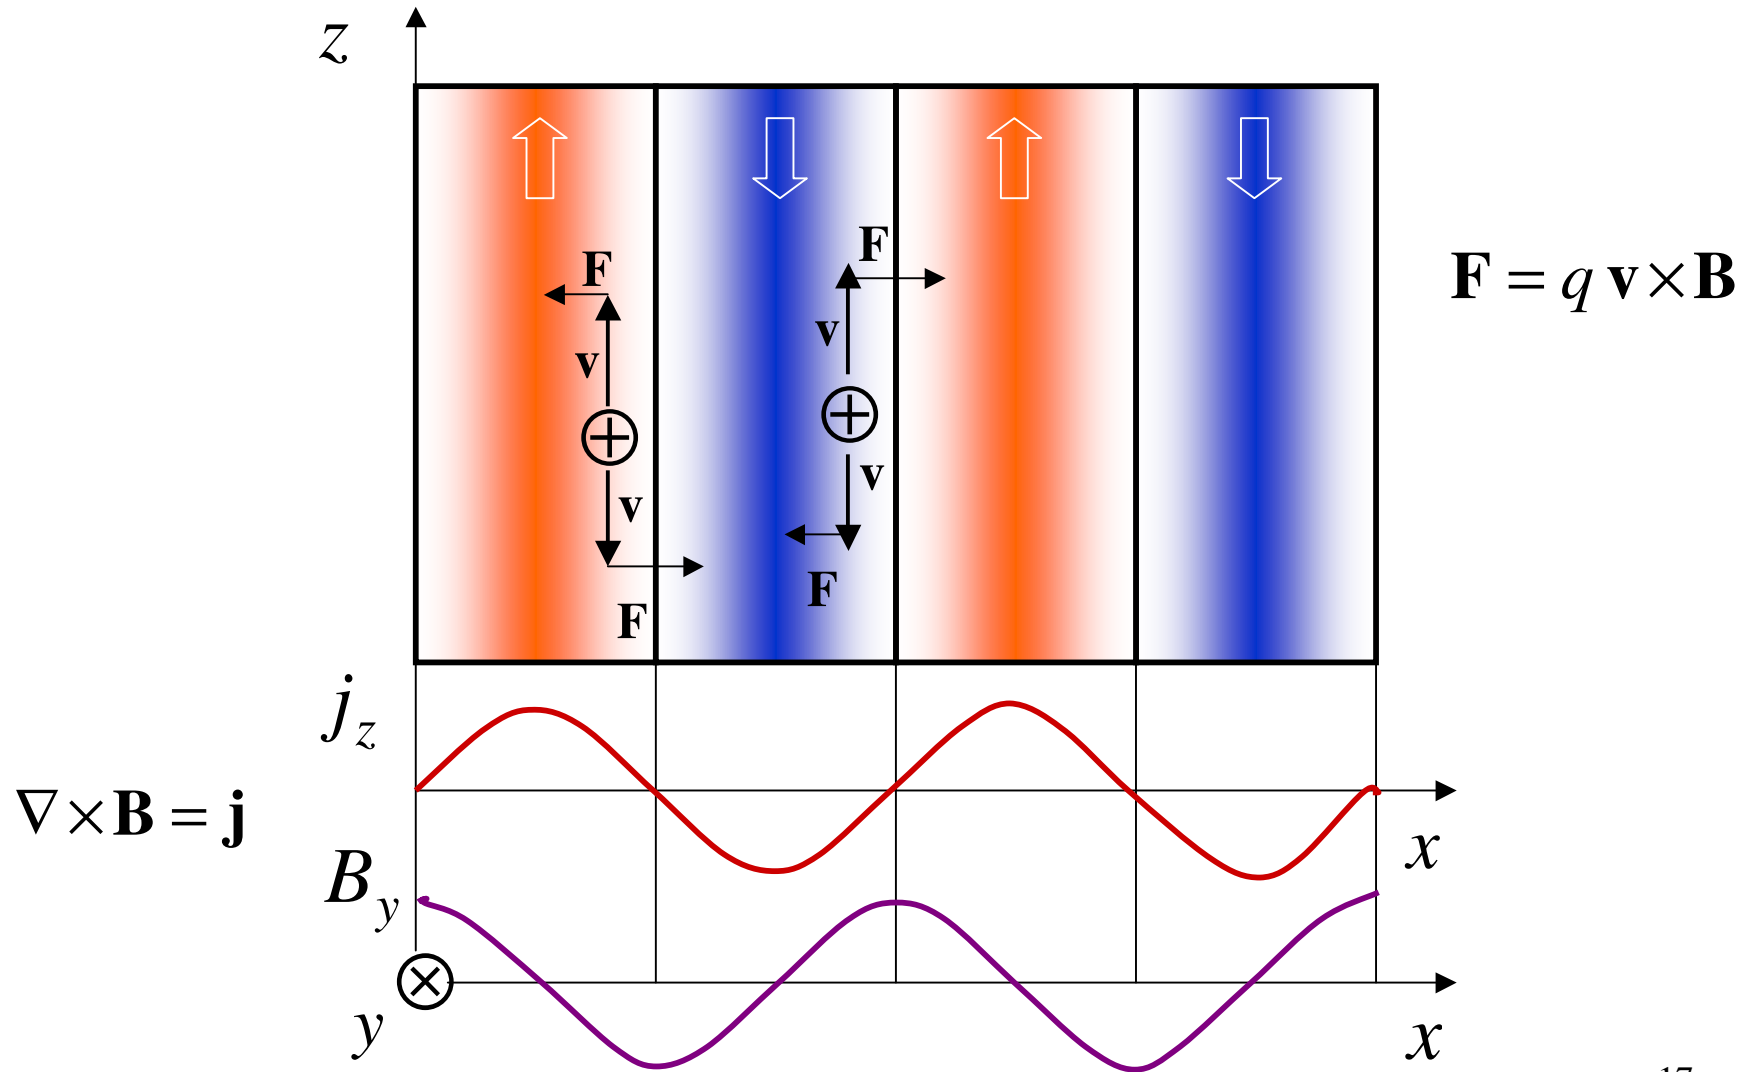 z
F
F
v
v
F = q v × B
v
v
F
F
j_z
x
∇ × B = j
B_y
y
x